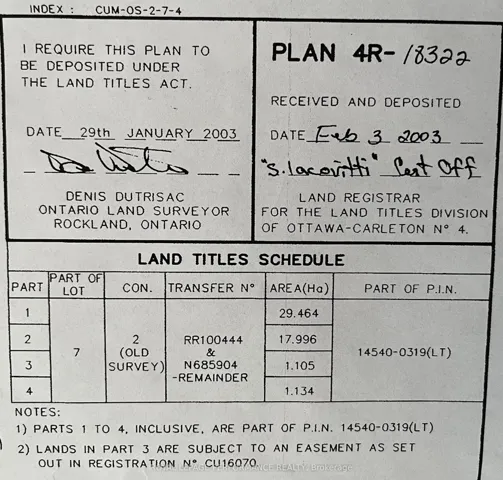 INDEX : CUM-OS-2-7-4
I REQUIRE THIS PLAN TO
BE DEPOSITED UNDER
THE LAND TITLES ACT.
DATE 29th JANUARY 2003
DENIS DUTRISAC
ONTARIO LAND SURVEYOR
ROCKLAND, ONTARIO
PLAN 4R-18322
RECEIVED AND DEPOSITED
DATE Feb 3 2003
"S. Iacovitti" Cert Off
LAND REGISTRAR
FOR THE LAND TITLES DIVISION
OF OTTAWA-CARLETON Nº 4.
LAND TITLES SCHEDULE
PART PART OF LOT CON. TRANSFER Nº AREA(Ha) PART OF P.I.N.
1 29.464
2 17.996
3 1.105
4 1.134
7
2
(OLD
SURVEY)
RR100444
&
N685904
-REMAINDER
14540-0319(LT)
NOTES:
1) PARTS 1 TO 4, INCLUSIVE, ARE PART OF P.I.N. 14540-0319(LT)
2) LANDS IN PART 3 ARE SUBJECT TO AN EASEMENT AS SET
OUT IN REGISTRATION Nº CU16070